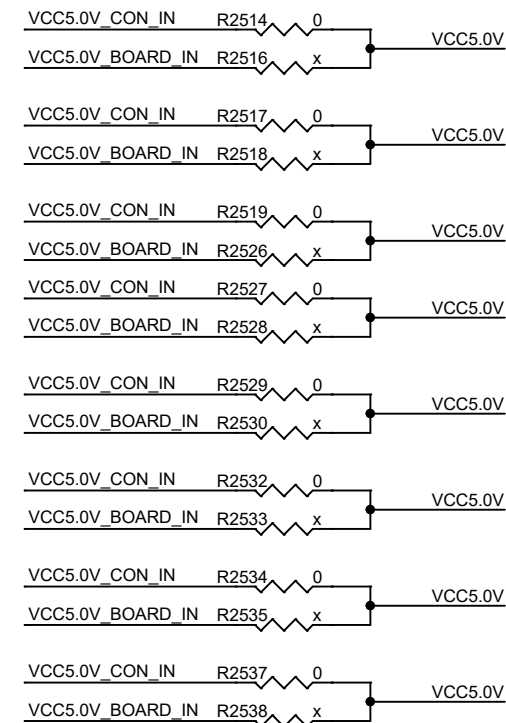 VCC5.0V_CON_IN R2514 0
VCC5.0V
VCC5.0V_BOARD_IN R2516 x
VCC5.0V_CON_IN R2517 0
VCC5.0V
VCC5.0V_BOARD_IN R2518 x
VCC5.0V_CON_IN R2519 0
VCC5.0V
VCC5.0V_BOARD_IN R2526 x
VCC5.0V_CON_IN R2527 0
VCC5.0V
VCC5.0V_BOARD_IN R2528 x
VCC5.0V_CON_IN R2529 0
VCC5.0V
VCC5.0V_BOARD_IN R2530 x
VCC5.0V_CON_IN R2532 0
VCC5.0V
VCC5.0V_BOARD_IN R2533 x
VCC5.0V_CON_IN R2534 0
VCC5.0V
VCC5.0V_BOARD_IN R2535 x
VCC5.0V_CON_IN R2537 0
VCC5.0V
VCC5.0V_BOARD_IN R2538 x